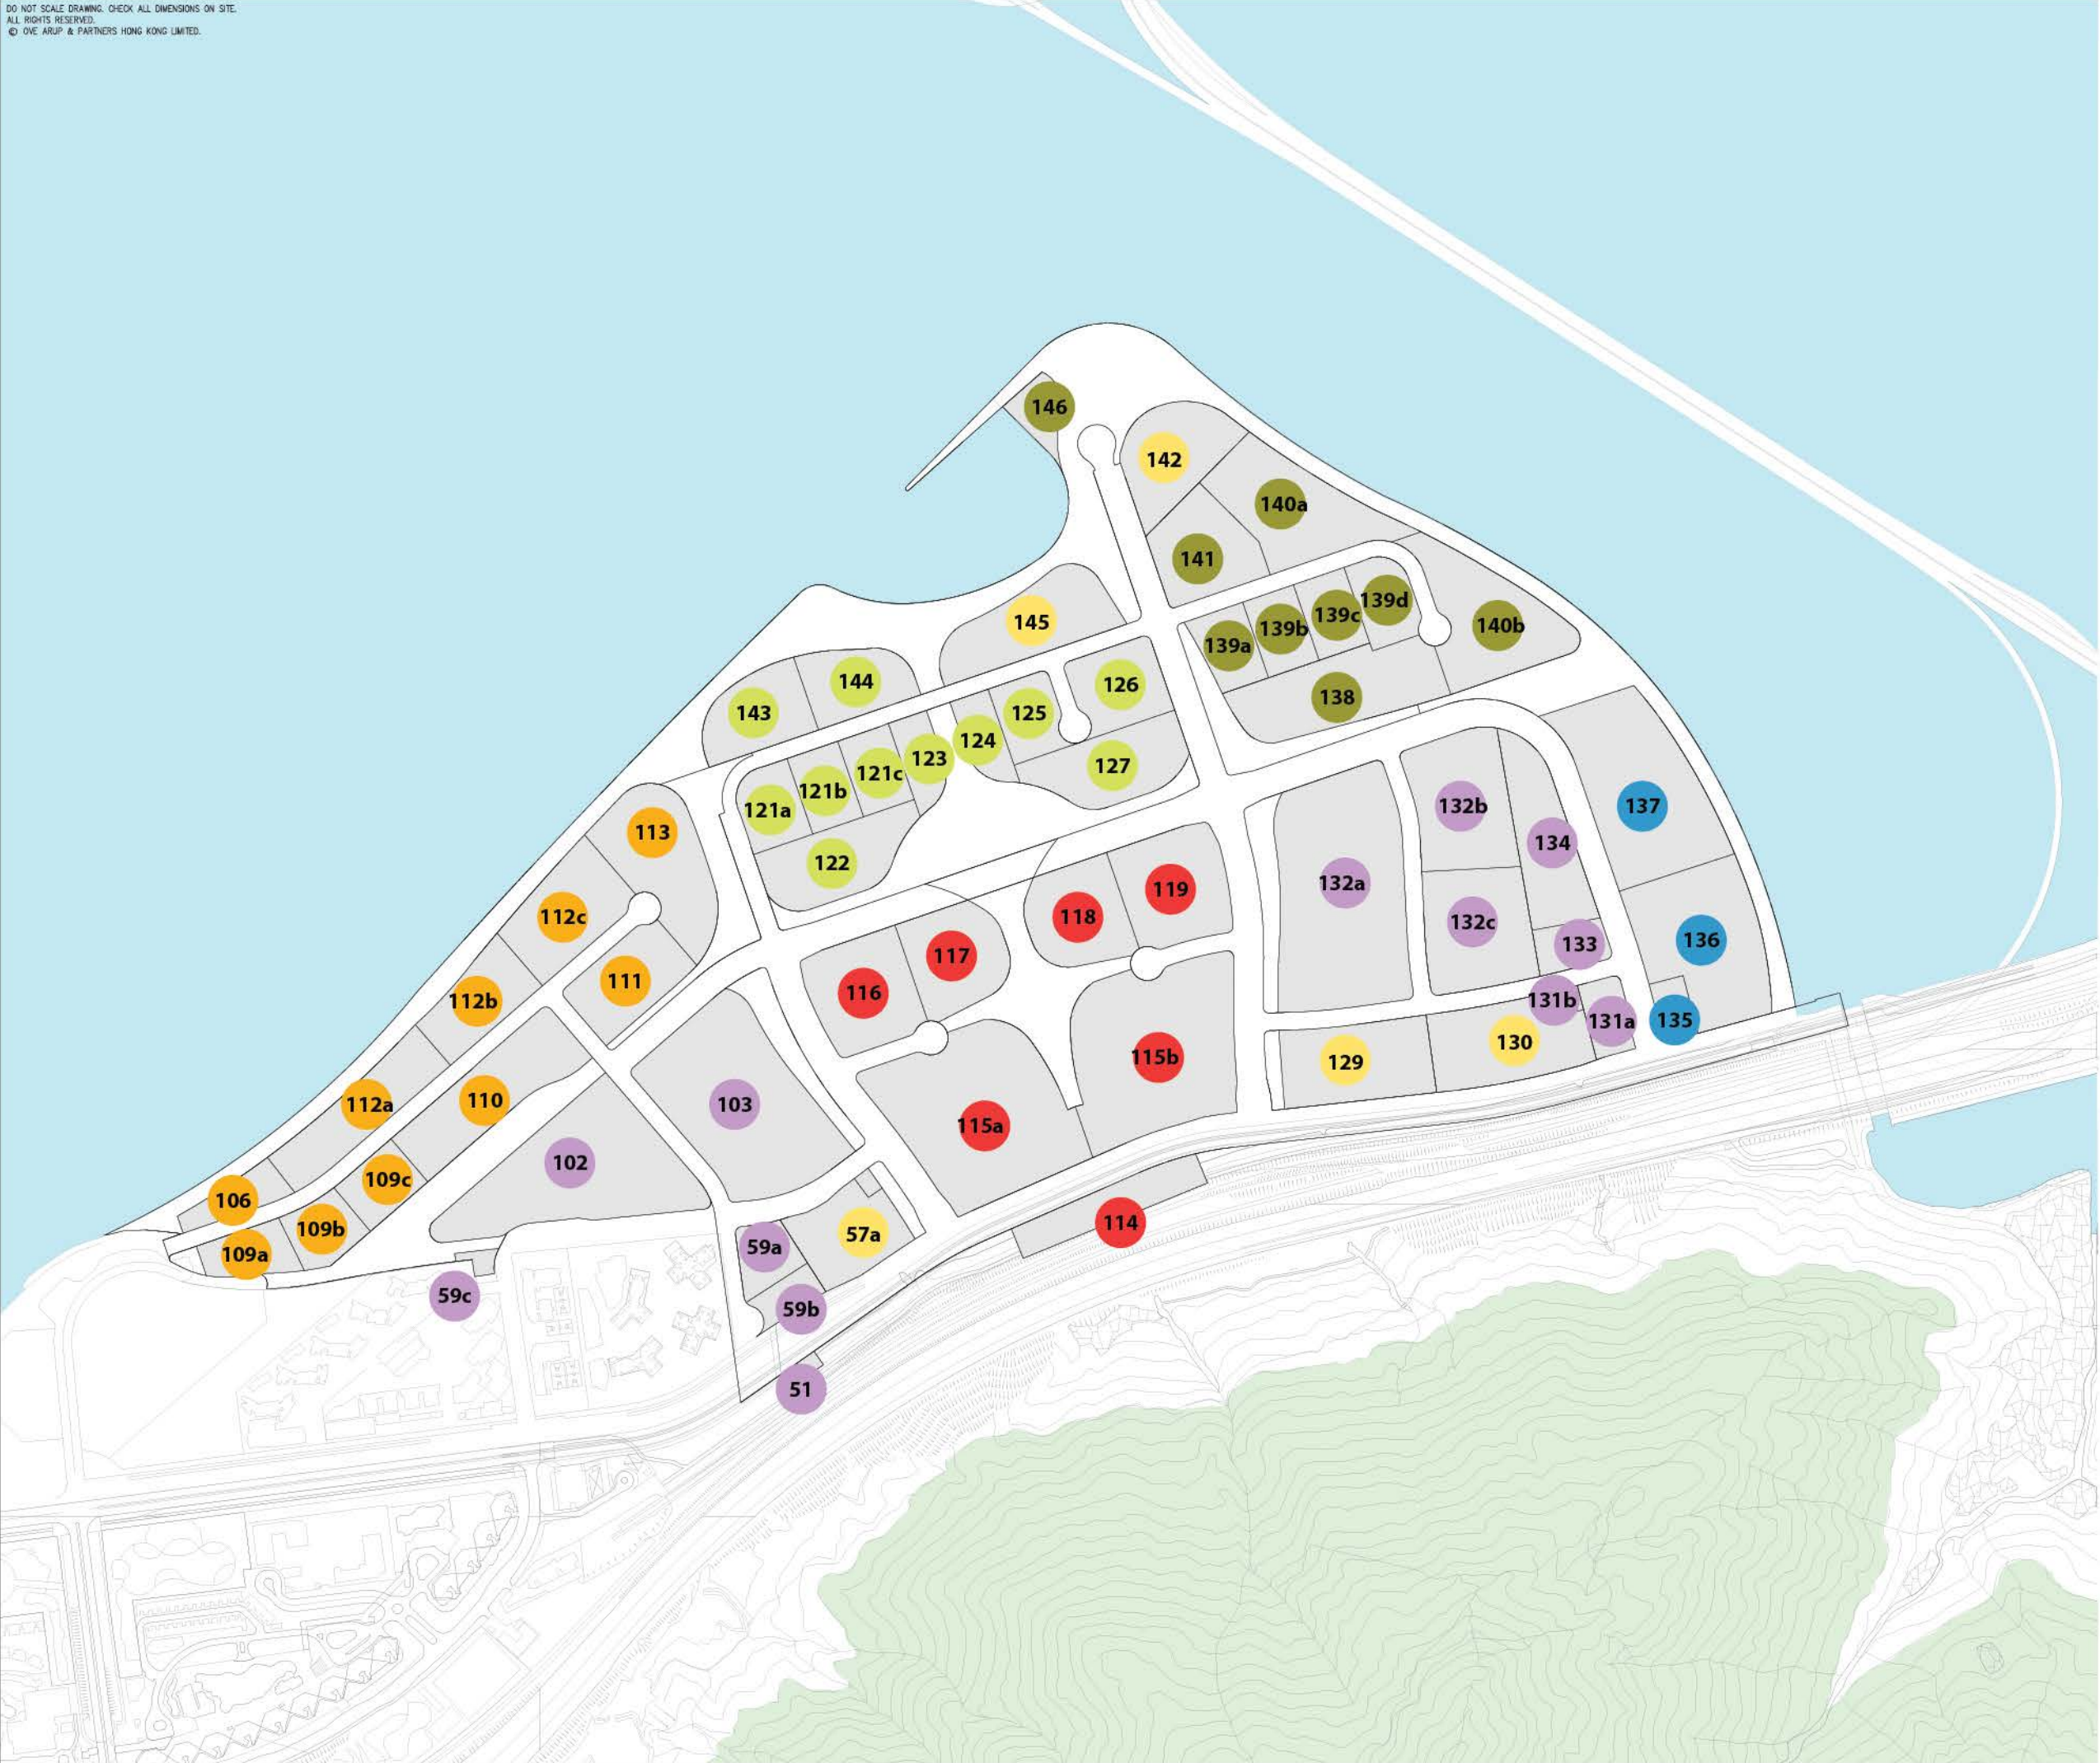 DO NOT SCALE DRAWING. CHECK ALL DIMENSIONS ON SITE.
ALL RIGHTS RESERVED.
© OVE ARUP & PARTNERS HONG KONG LIMITED.
146
142
140a
141
139d
139c
139b
139a
140b
145
138
126
125
124
127
144
143
123
121c
121b
121a
122
113
112c
111
112b
112a
110
109c
106
109b
109a
137
132b
134
132a
132c
133
136
131b
131a
135
130
129
119
118
117
116
115b
115a
103
102
114
57a
59a
59c
59b
51